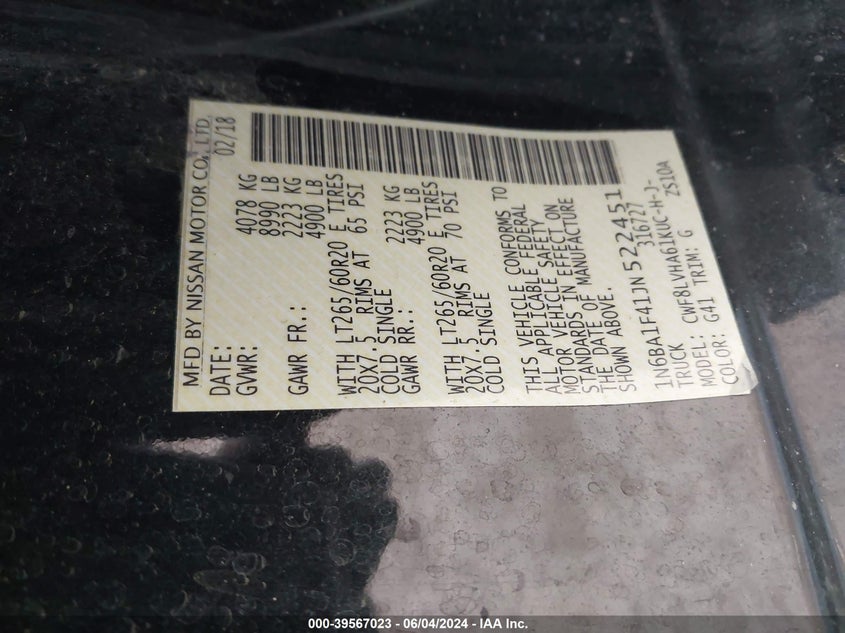 MFD BY NISSAN MOTOR CO., LTD.
DATE: 02/18
GVWR: 4078 KG
8990 LB
GAWR FR.: 2223 KG
4900 LB
WITH LT265/60R20 E TIRES
20X7.5 RIMS AT 65 PSI
COLD SINGLE
GAWR RR.: 2223 KG
4900 LB
WITH LT265/60R20 E TIRES
20X7.5 RIMS AT 70 PSI
COLD SINGLE
THIS VEHICLE CONFORMS TO
ALL APPLICABLE FEDERAL
MOTOR VEHICLE SAFETY
STANDARDS IN EFFECT ON
THE DATE OF MANUFACTURE
SHOWN ABOVE.
1N6BA1F41JN522451
TRUCK 316727
MODEL: CWF8LVHA61KUC-H-J-
COLOR: G41 TRIM: G ZS10A
000-39567023 - 06/04/2024 - IAA Inc.